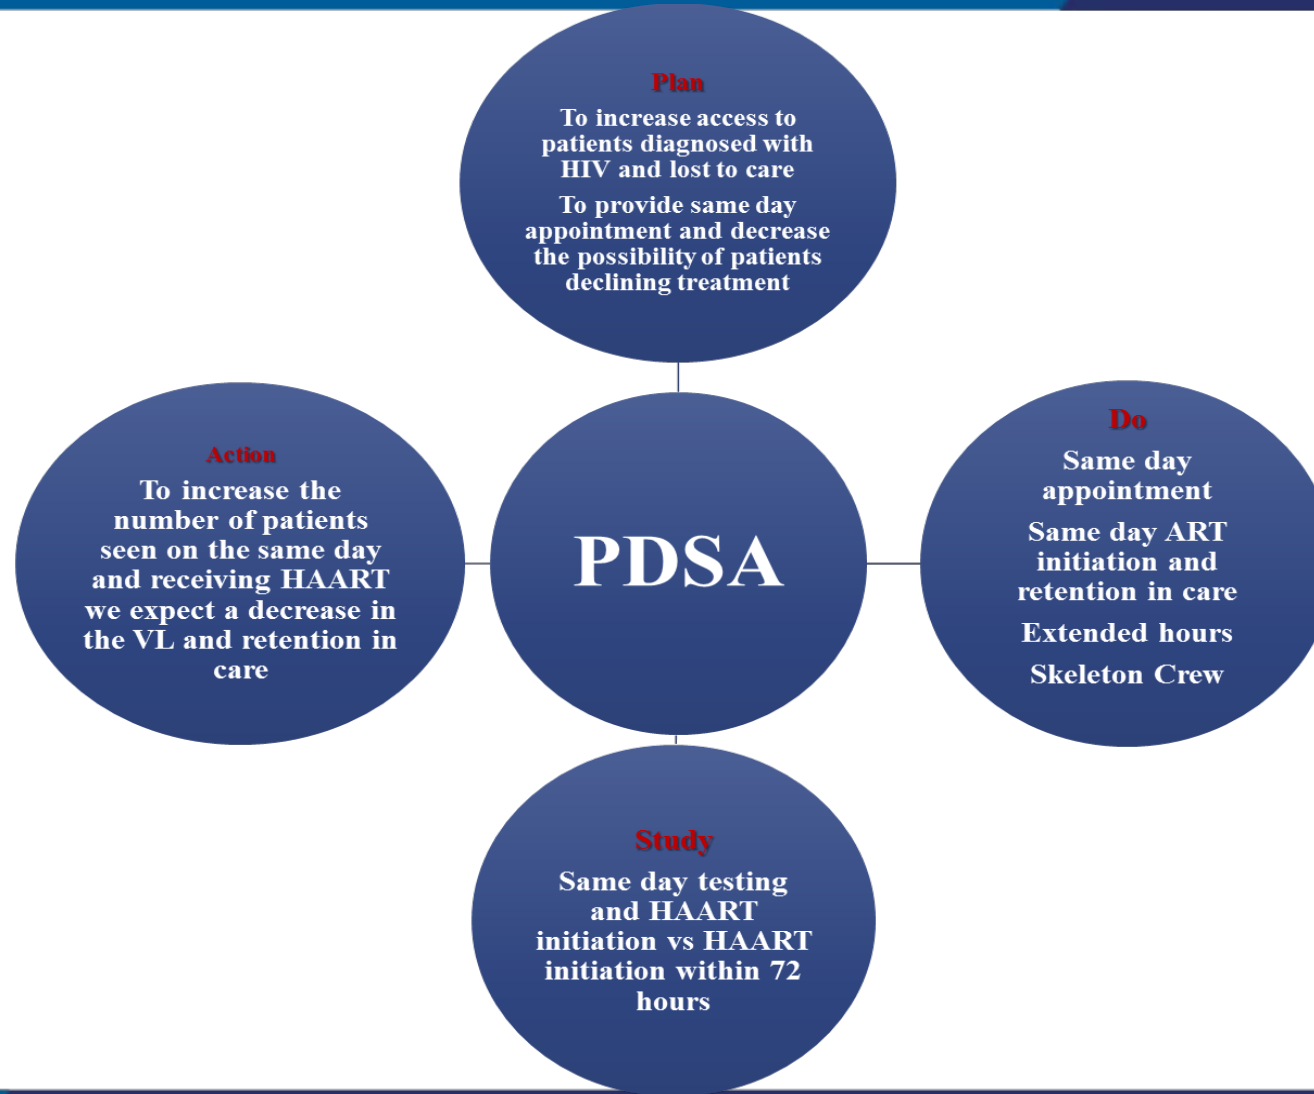 Plan
To increase access to
patients diagnosed with
HIV and lost to care
To provide same day
appointment and decrease
the possibility of patients
declining treatment
Action
To increase the
number of patients
seen on the same day
and receiving HAART
we expect a decrease in
the VL and retention in
care
PDSA
Do
Same day
appointment
Same day ART
initiation and
retention in care
Extended hours
Skeleton Crew
Study
Same day testing
and HAART
initiation vs HAART
initiation within 72
hours